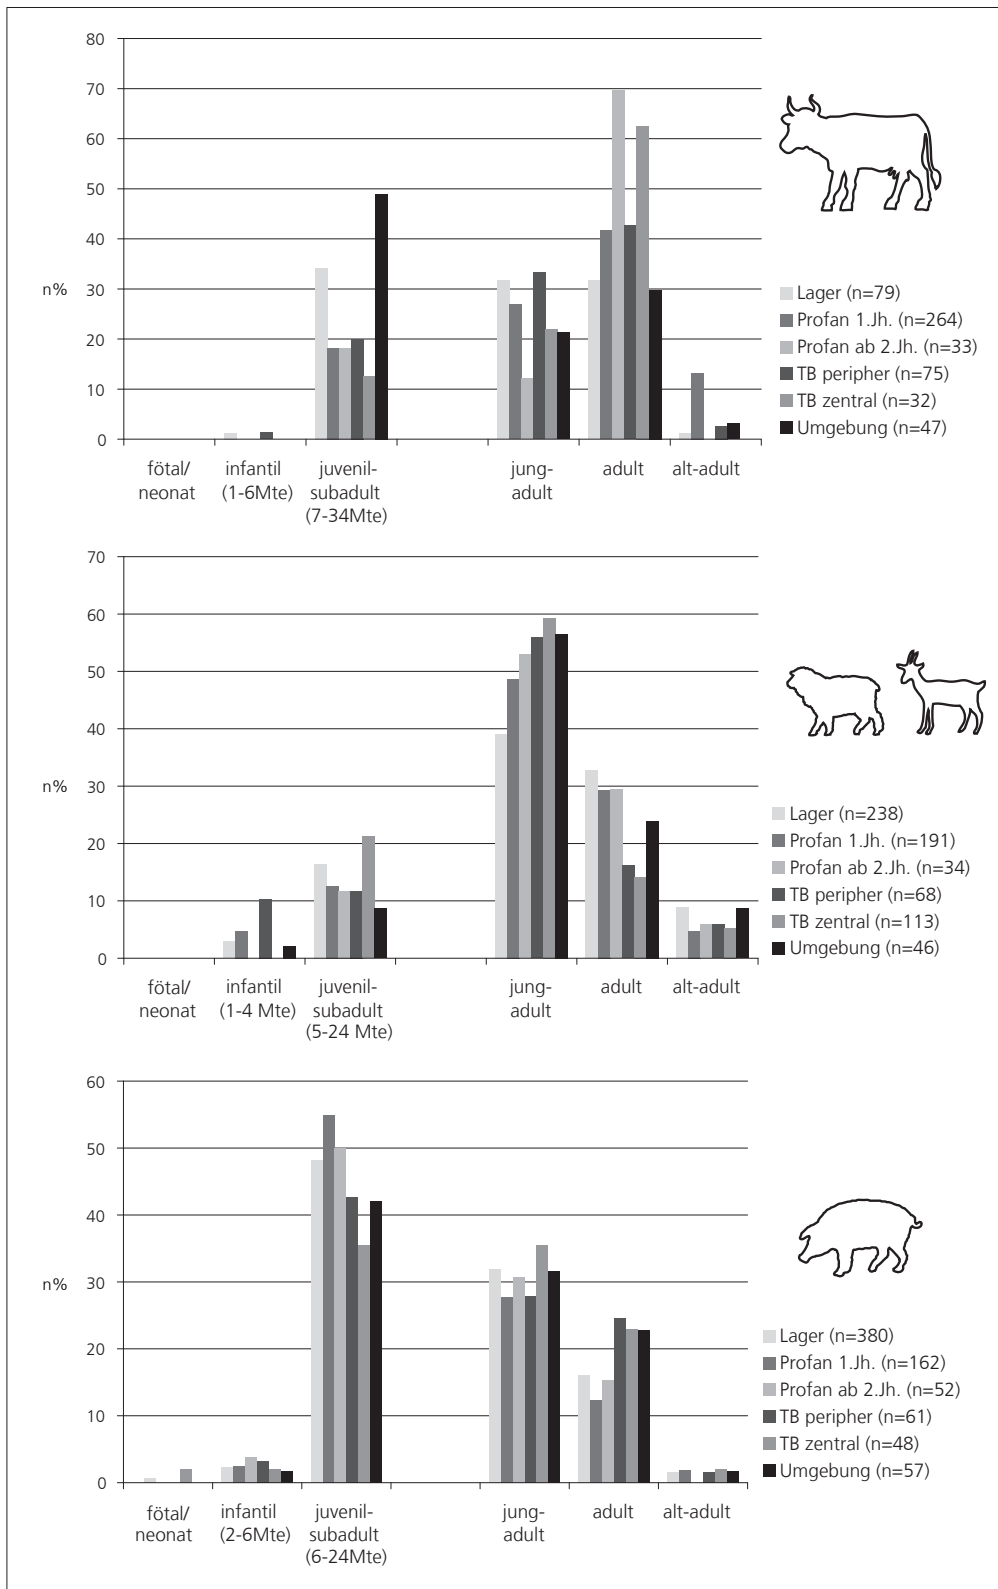 80
70
60
50
40
n%
30
20
10
0
fötal/
neonat
infantil
(1-6Mte)
juvenil-
subadult
(7-34Mte)
jung-
adult
adult
alt-adult
Lager (n=79)
Profan 1.Jh. (n=264)
Profan ab 2.Jh. (n=33)
TB peripher (n=75)
TB zentral (n=32)
Umgebung (n=47)
70
60
50
40
30
n%
20
10
0
fötal/
neonat
infantil
(1-4 Mte)
juvenil-
subadult
(5-24 Mte)
jung-
adult
adult
alt-adult
Lager (n=238)
Profan 1.Jh. (n=191)
Profan ab 2.Jh. (n=34)
TB peripher (n=68)
TB zentral (n=113)
Umgebung (n=46)
60
50
40
30
n%
20
10
0
fötal/
neonat
infantil
(2-6Mte)
juvenil-
subadult
(6-24Mte)
jung-
adult
adult
alt-adult
Lager (n=380)
Profan 1.Jh. (n=162)
Profan ab 2.Jh. (n=52)
TB peripher (n=61)
TB zentral (n=48)
Umgebung (n=57)